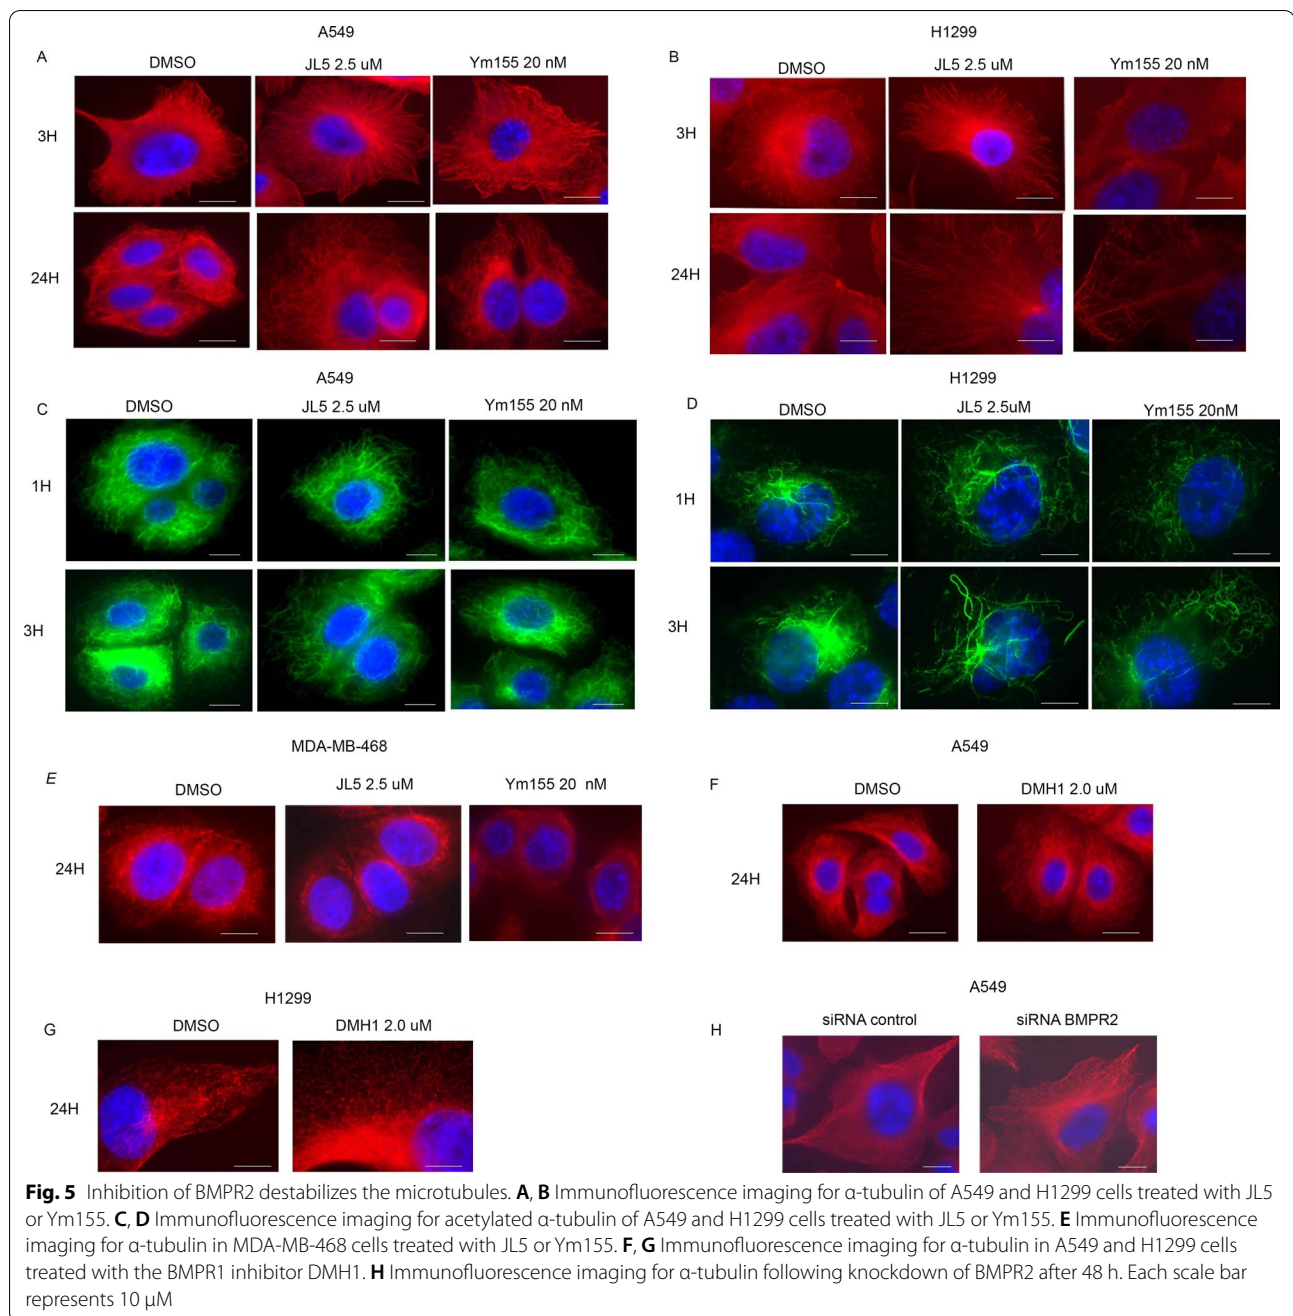 A549
A
DMSO
JL5 2.5 uM
Ym155 20 nM
3H
24H
H1299
B
DMSO
JL5 2.5 uM
Ym155 20 nM
3H
24H
A549
C
DMSO
JL5 2.5 uM
Ym155 20 nM
1H
3H
H1299
D
DMSO
JL5 2.5uM
Ym155 20nM
1H
3H
MDA-MB-468
E
DMSO
JL5 2.5 uM
Ym155 20 nM
24H
A549
F
DMSO
DMH1 2.0 uM
24H
H1299
G
DMSO
DMH1 2.0 uM
24H
A549
H
siRNA control
siRNA BMPR2
Fig. 5 Inhibition of BMPR2 destabilizes the microtubules. A, B Immunofluorescence imaging for α-tubulin of A549 and H1299 cells treated with JL5
or Ym155. C, D Immunofluorescence imaging for acetylated α-tubulin of A549 and H1299 cells treated with JL5 or Ym155. E Immunofluorescence
imaging for α-tubulin in MDA-MB-468 cells treated with JL5 or Ym155. F, G Immunofluorescence imaging for α-tubulin in A549 and H1299 cells
treated with the BMPR1 inhibitor DMH1. H Immunofluorescence imaging for α-tubulin following knockdown of BMPR2 after 48 h. Each scale bar
represents 10 μM